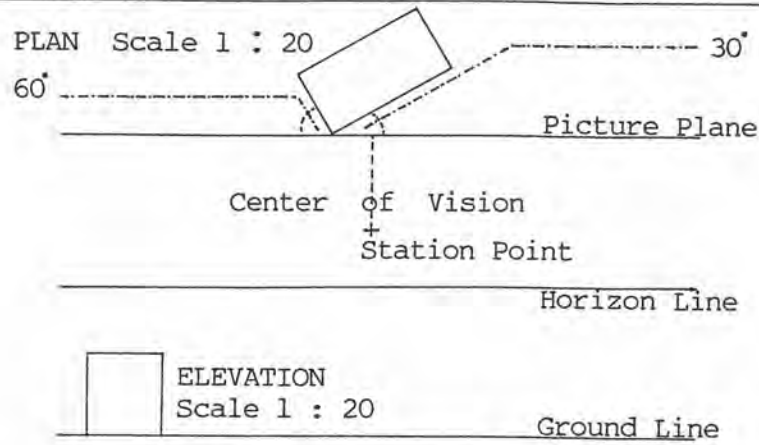 PLAN Scale 1 : 20
30°
60°
Picture Plane
Center of Vision
Station Point
Horizon Line
ELEVATION
Scale 1 : 20
Ground Line